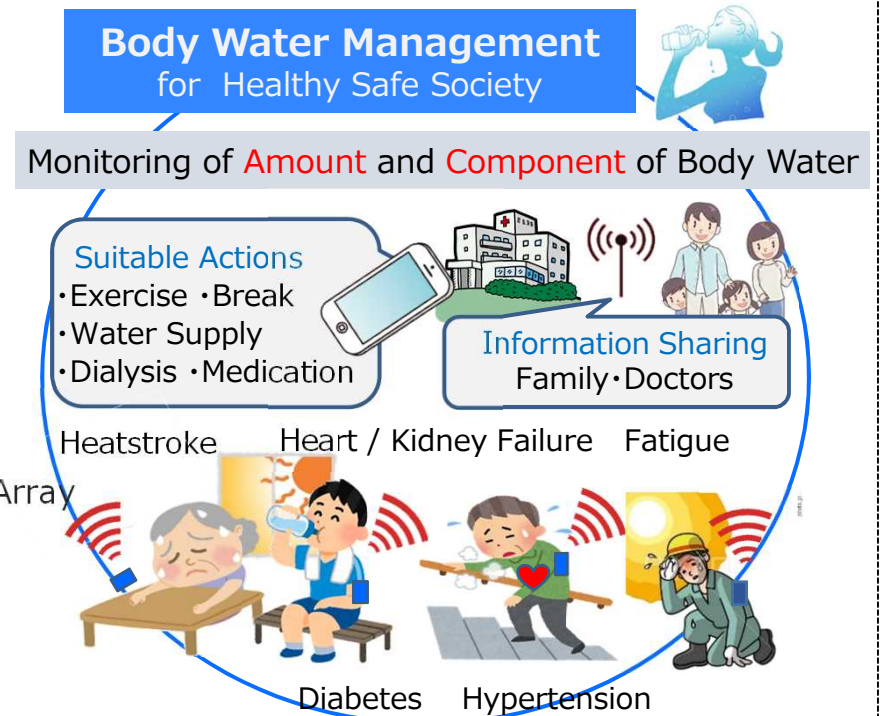 Body Water Management
for Healthy Safe Society
Monitoring of Amount and Component of Body Water
Suitable Actions
・Exercise ・Break
・Water Supply
・Dialysis ・Medication
Information Sharing
Family・Doctors
Heatstroke Heart / Kidney Failure Fatigue
Array
Diabetes Hypertension